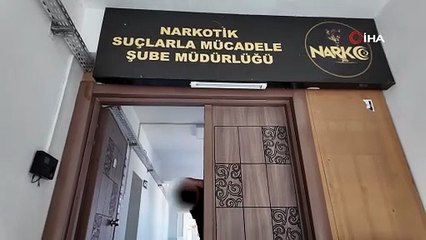 NARKOTİK
SUÇLARLA MÜCADELE
ŞUBE MÜDÜRLÜĞÜ
NARKO
İHA